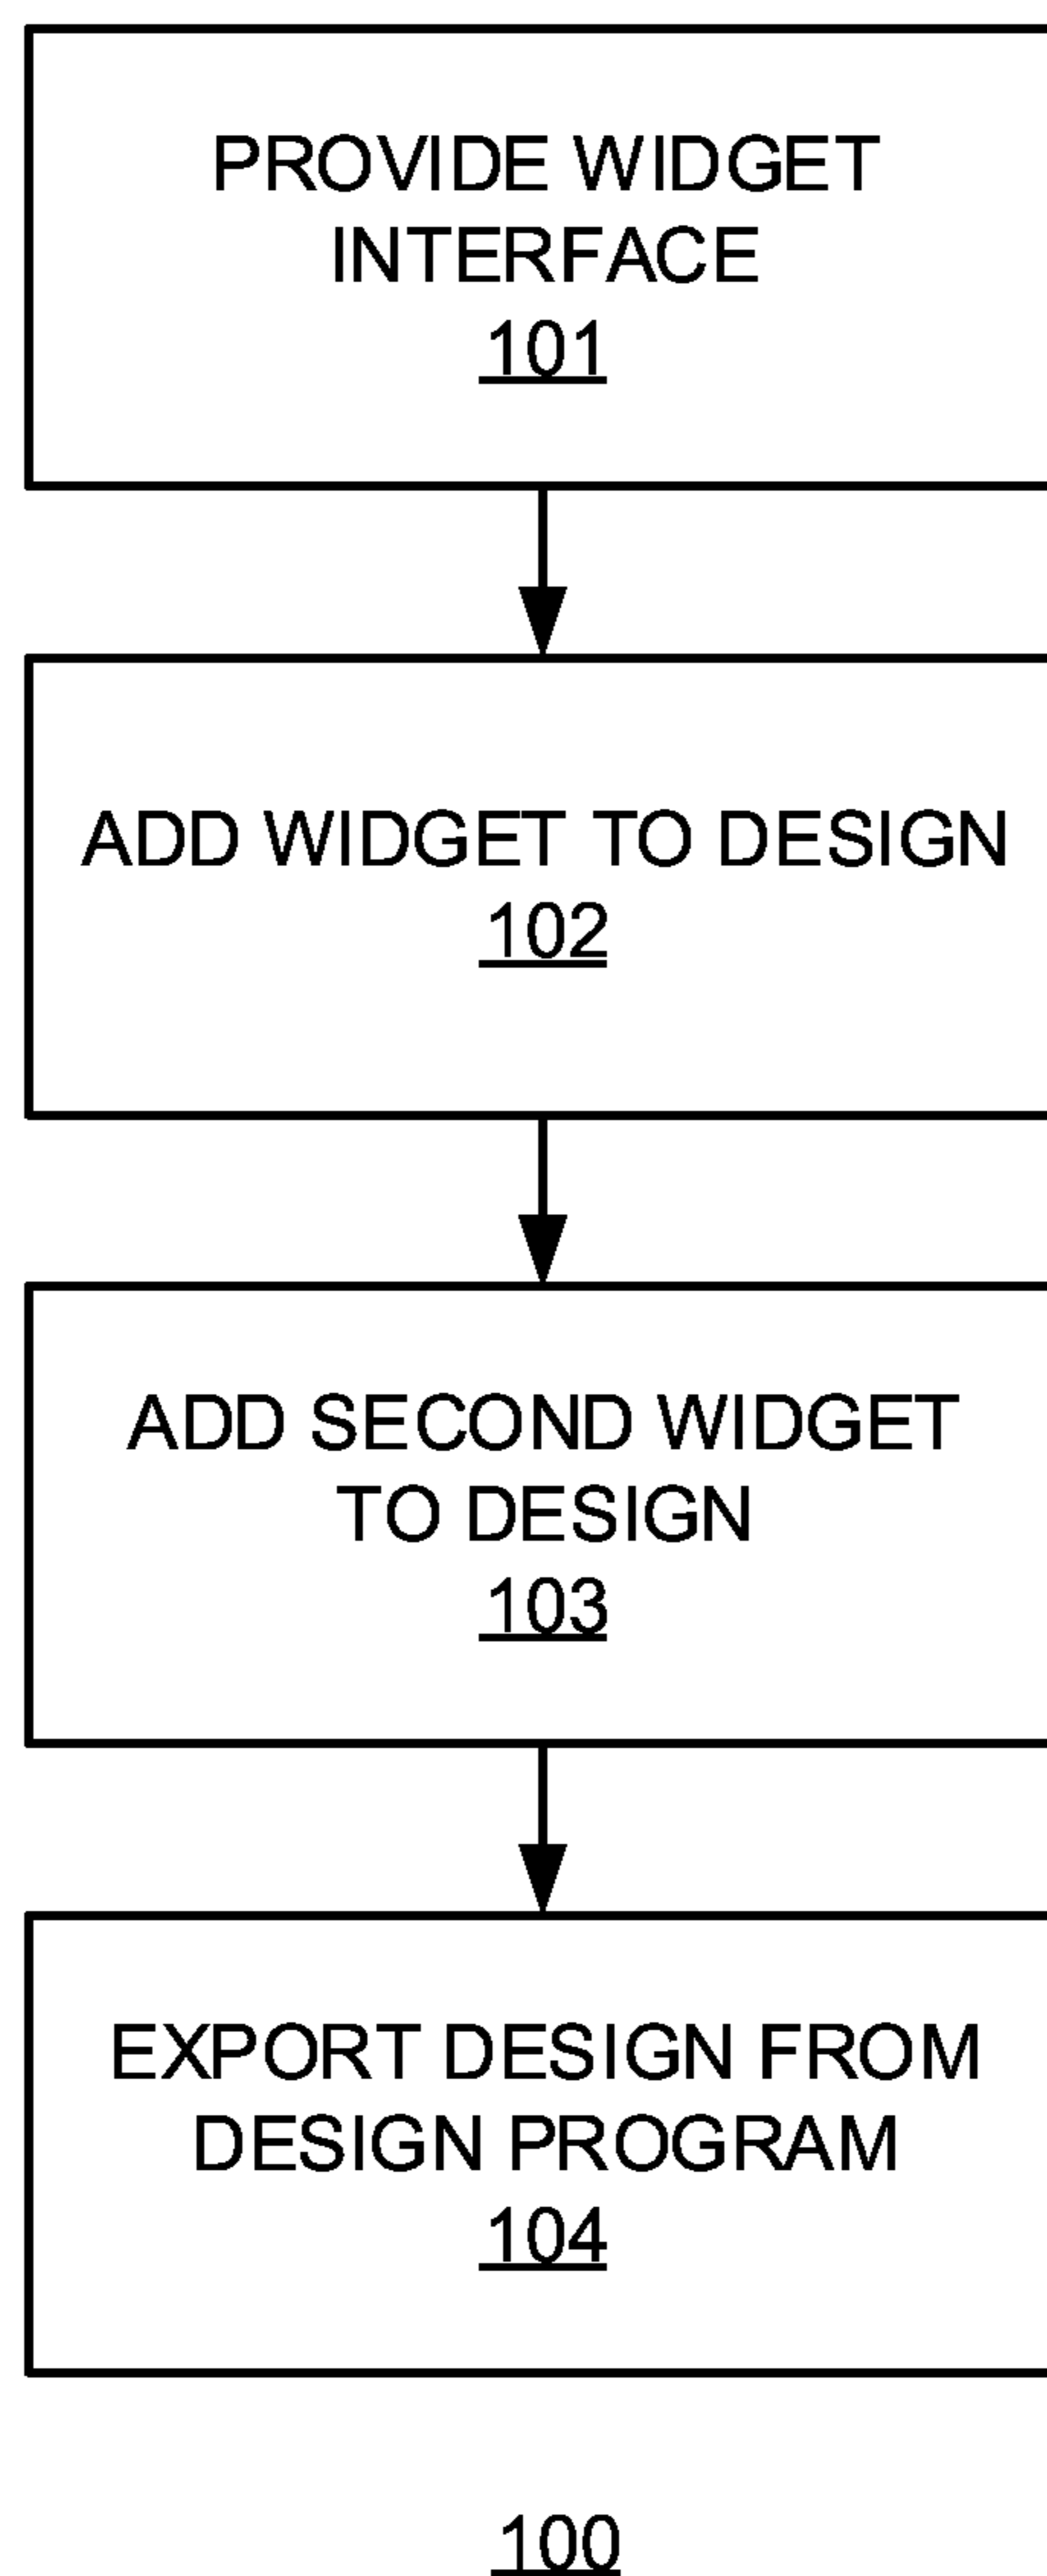 PROVIDE WIDGET
INTERFACE
101
ADD WIDGET TO DESIGN
102
ADD SECOND WIDGET
TO DESIGN
103
EXPORT DESIGN FROM
DESIGN PROGRAM
104
100